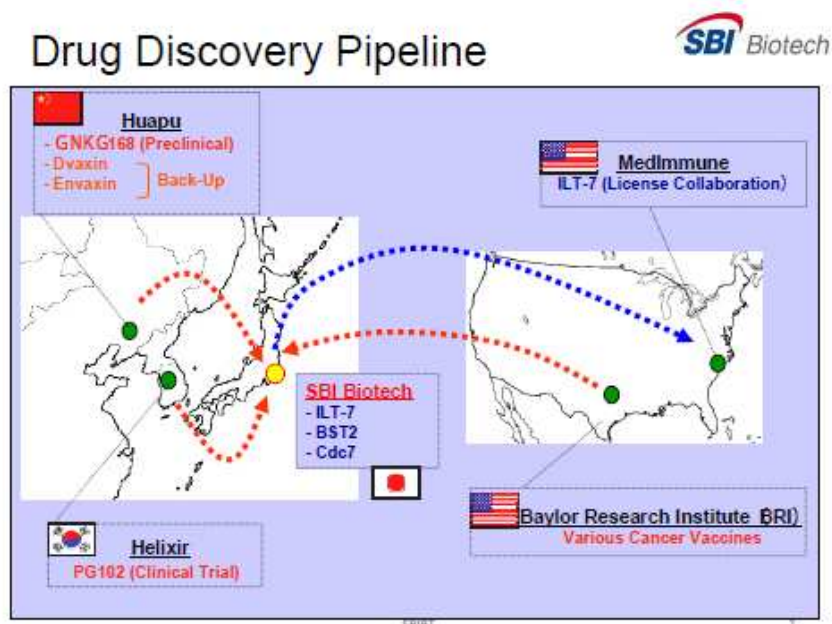 Drug Discovery Pipeline
SBI Biotech
Huapu
- GNKG168 (Preclinical)
- Dvaxin
- Envaxin
Back-Up
MedImmune
ILT-7 (License Collaboration)
SBI Biotech
- ILT-7
- BST2
- Cdc7
Baylor Research Institute (BRI)
Various Cancer Vaccines
Helixir
PG102 (Clinical Trial)